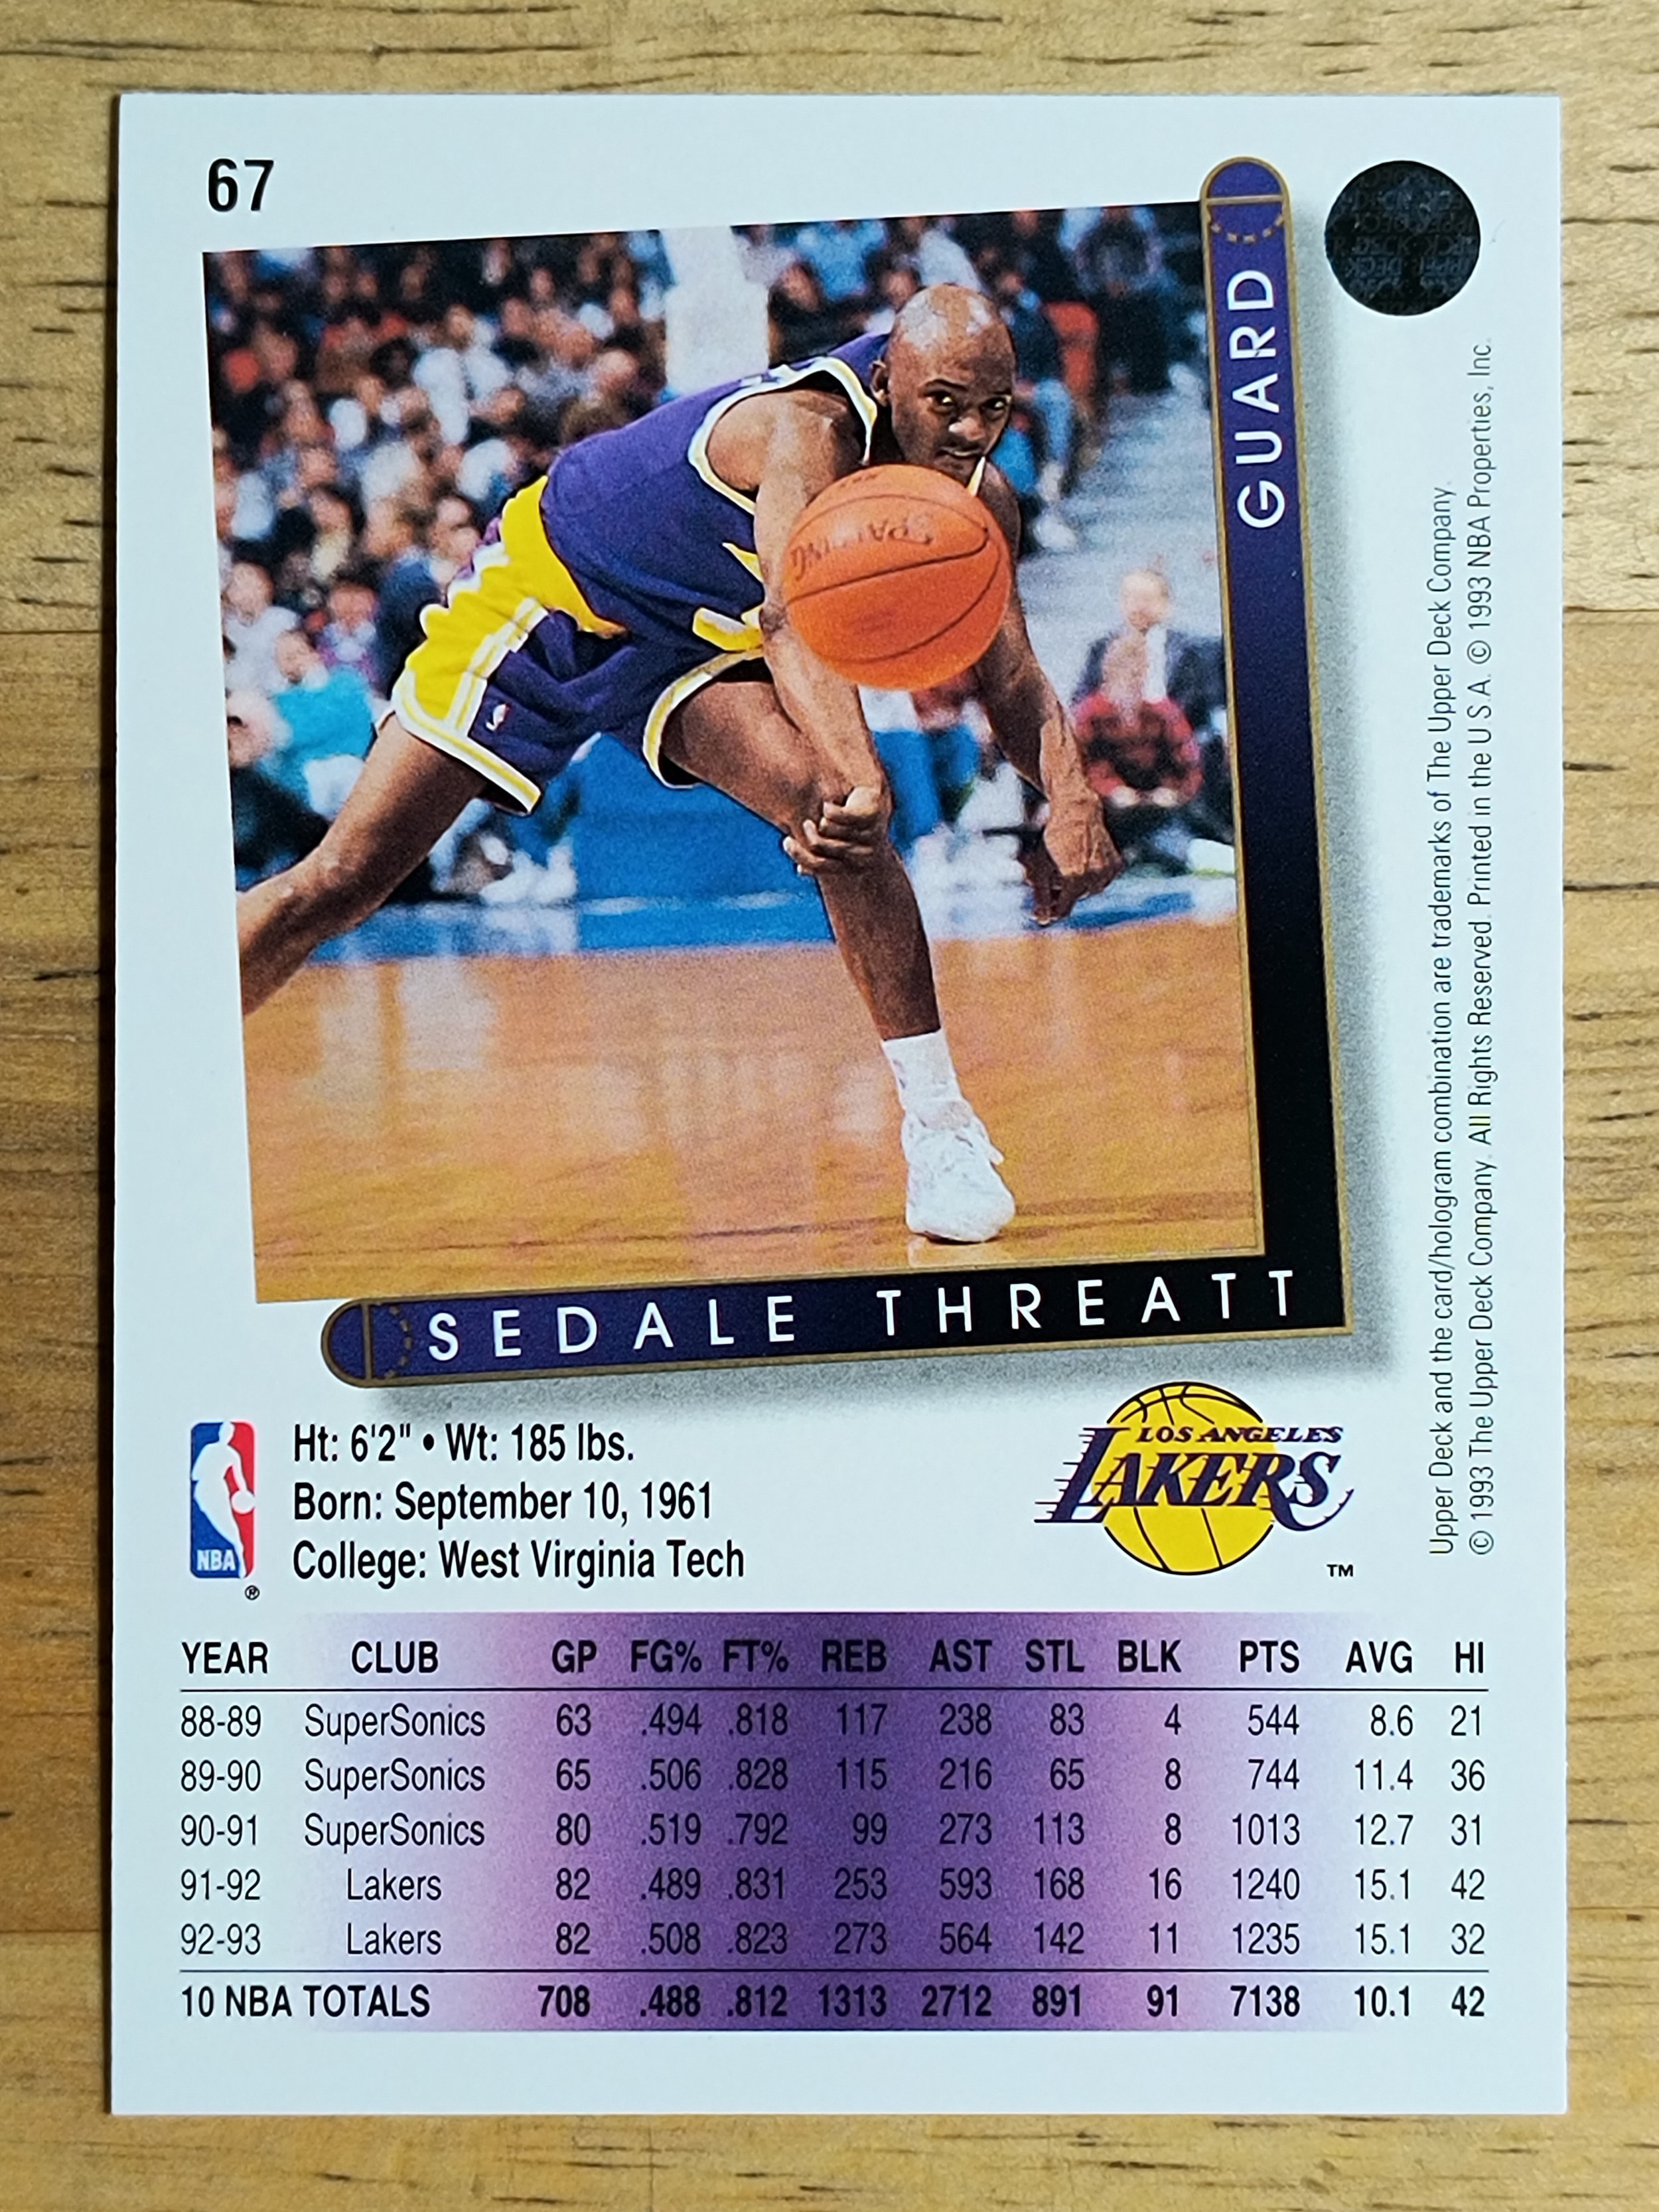 67
GUARD
SPALDING
SEDALE THREATT
Ht: 6'2" • Wt: 185 lbs.
Born: September 10, 1961
College: West Virginia Tech
NBA
®
LOS ANGELES
LAKERS
TM
Upper Deck and the card/hologram combination are trademarks of The Upper Deck Company.
© 1993 The Upper Deck Company. All Rights Reserved. Printed in the U.S.A. © 1993 NBA Properties, Inc.
YEAR CLUB GP FG% FT% REB AST STL BLK PTS AVG HI
88-89 SuperSonics 63 .494 .818 117 238 83 4 544 8.6 21
89-90 SuperSonics 65 .506 .828 115 216 65 8 744 11.4 36
90-91 SuperSonics 80 .519 .792 99 273 113 8 1013 12.7 31
91-92 Lakers 82 .489 .831 253 593 168 16 1240 15.1 42
92-93 Lakers 82 .508 .823 273 564 142 11 1235 15.1 32
10 NBA TOTALS 708 .488 .812 1313 2712 891 91 7138 10.1 42